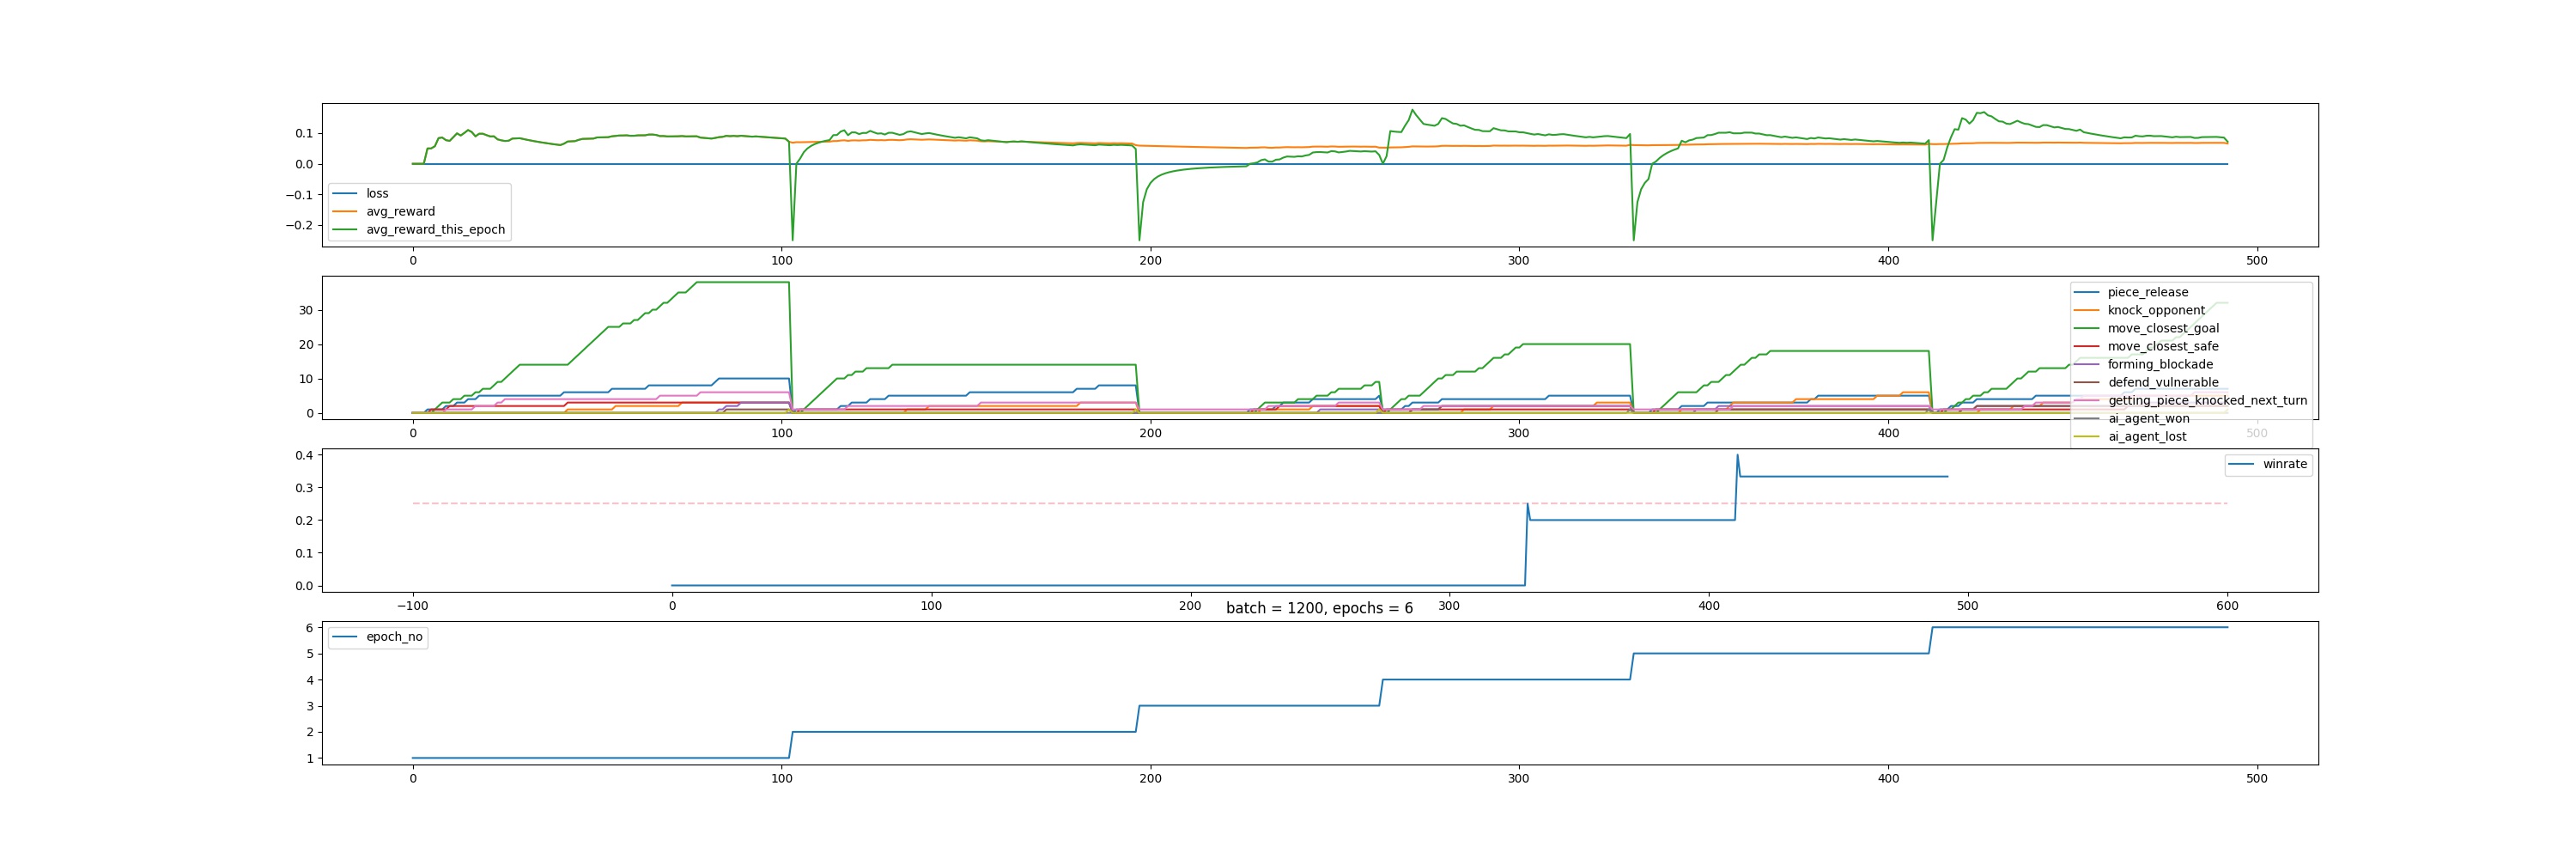 0.1
0.0
−0.1
−0.2
loss
avg_reward
avg_reward_this_epoch
0 100 200 300 400 500
30
20
10
0
piece_release
knock_opponent
move_closest_goal
move_closest_safe
forming_blockade
defend_vulnerable
getting_piece_knocked_next_turn
ai_agent_won
ai_agent_lost
0 100 200 300 400 500
0.4
0.3
0.2
0.1
0.0
winrate
−100 0 100 200 300 400 500 600
batch = 1200, epochs = 6
6
5
4
3
2
1
epoch_no
0 100 200 300 400 500